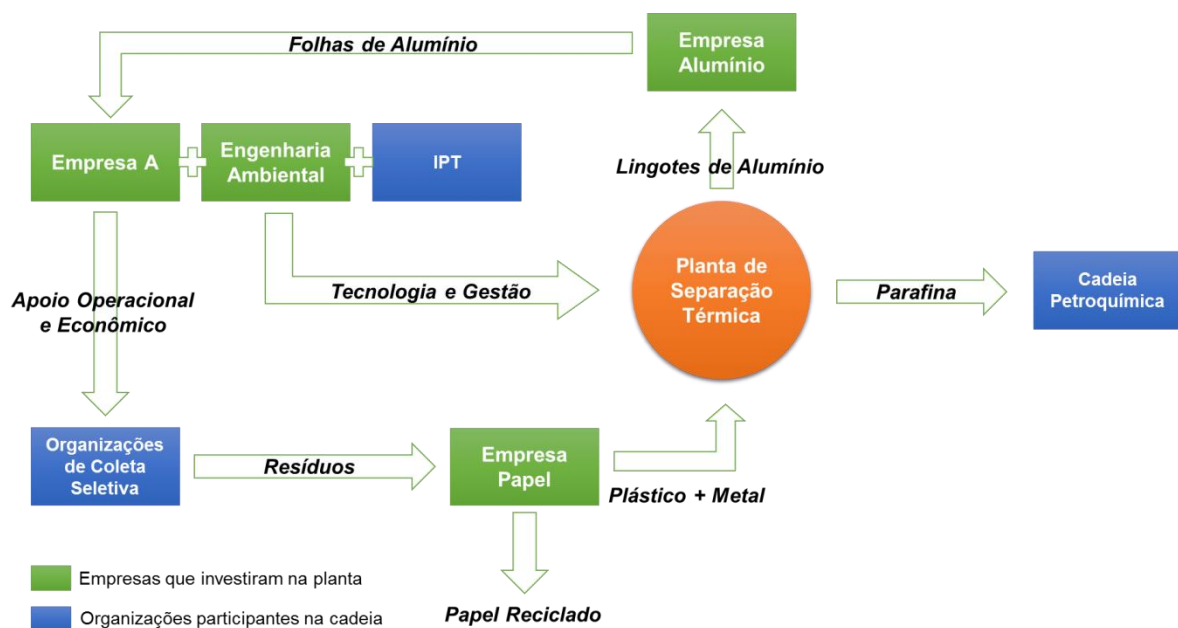 Folhas de Alumínio
Empresa
Alumínio
Empresa A
Engenharia
Ambiental
IPT
Lingotes de Alumínio
Apoio Operacional
e Econômico
Tecnologia e Gestão
Planta de
Separação
Térmica
Parafina
Cadeia
Petroquímica
Organizações
de Coleta
Seletiva
Resíduos
Empresa
Papel
Plástico + Metal
Empresas que investiram na planta
Organizações participantes na cadeia
Papel Reciclado